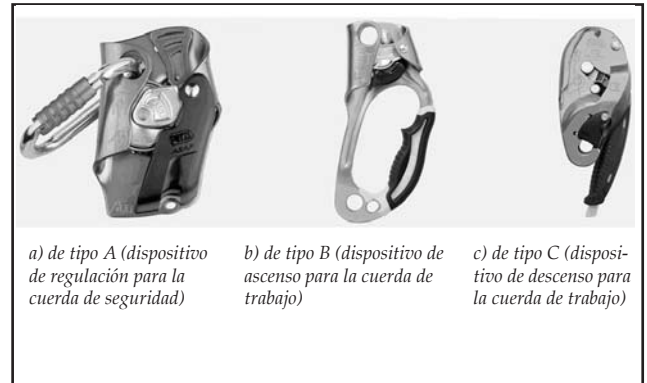 a) de tipo A (dispositivo
de regulación para la
cuerda de seguridad)
b) de tipo B (dispositivo de
ascenso para la cuerda de
trabajo)
c) de tipo C (disposi-
tivo de descenso para
la cuerda de trabajo)